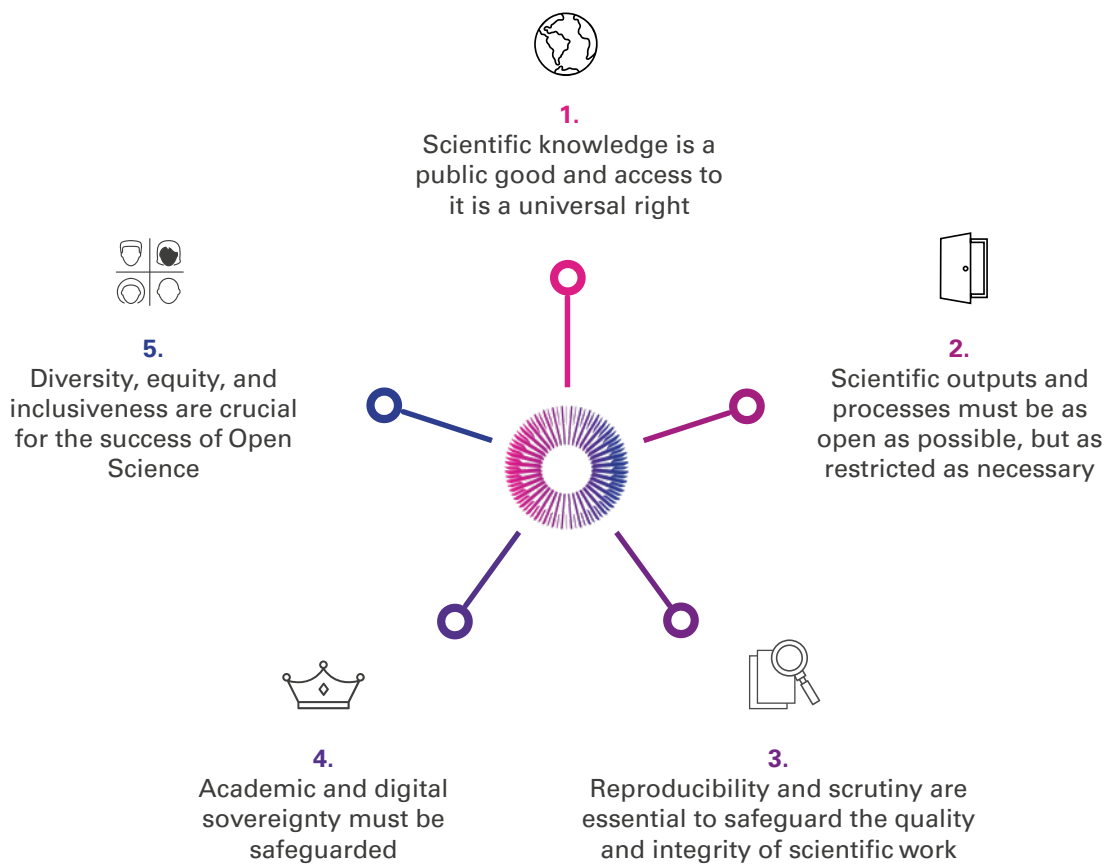 1.
Scientific knowledge is a
public good and access to
it is a universal right
2.
Scientific outputs and
processes must be as
open as possible, but as
restricted as necessary
3.
Reproducibility and scrutiny are
essential to safeguard the quality
and integrity of scientific work
4.
Academic and digital
sovereignty must be
safeguarded
5.
Diversity, equity, and
inclusiveness are crucial
for the success of Open
Science